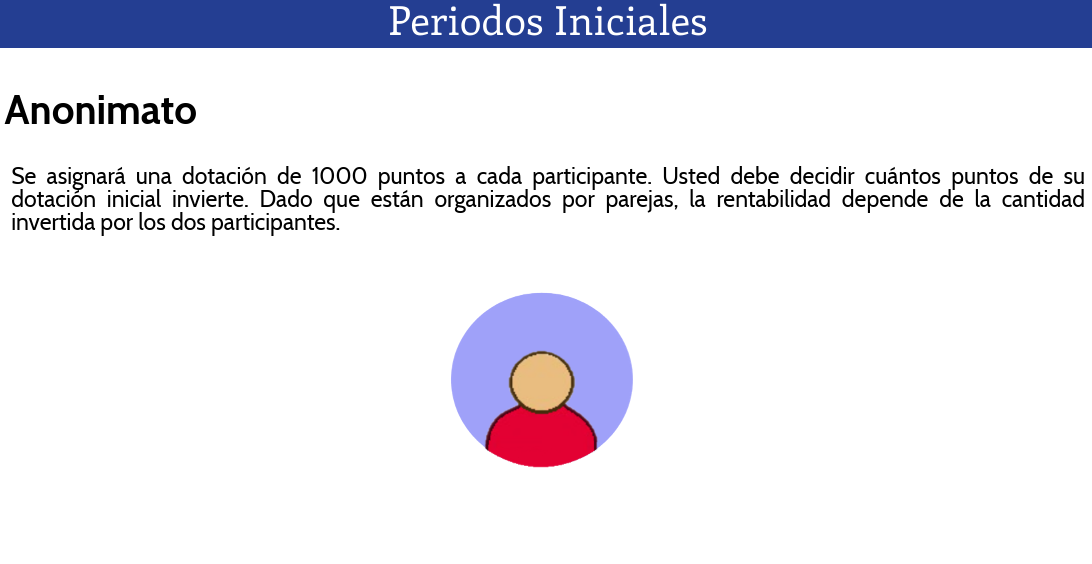 Periodos Iniciales
Anonimato
Se asignará una dotación de 1000 puntos a cada participante. Usted debe decidir cuántos puntos de su
dotación inicial invierte. Dado que están organizados por parejas, la rentabilidad depende de la cantidad
invertida por los dos participantes.